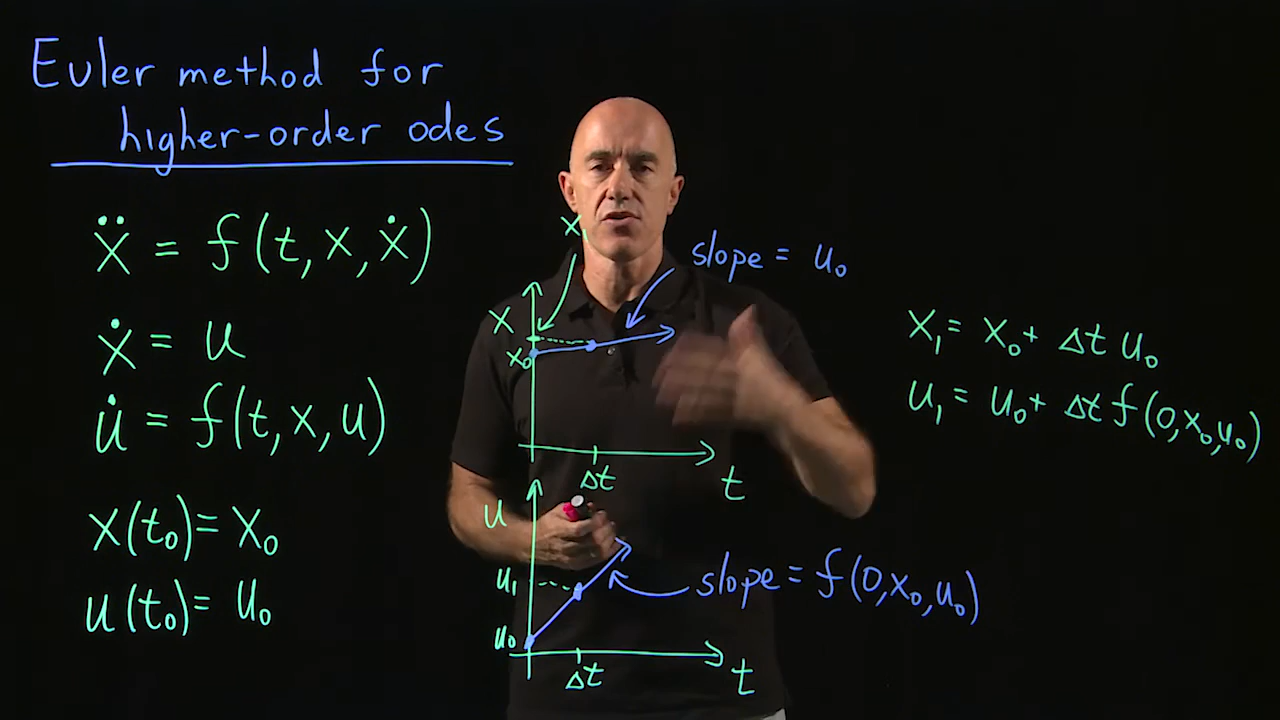 Euler method for
higher-order odes
ẍ = f(t, x, ẋ)
ẋ = u
u̇ = f(t, x, u)
x(t₀) = x₀
u(t₀) = u₀
x
slope = u₀
x
x₀
Δt
t
u
u₁
slope = f(0, x₀, u₀)
u₀
Δt
t
x₁ = x₀ + Δt u₀
u₁ = u₀ + Δt f(0, x₀, u₀)